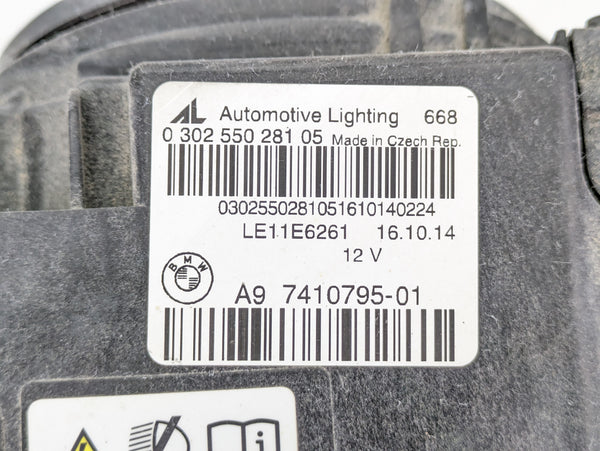 AL Automotive Lighting 668
0 302 550 281 05 Made in Czech Rep.
0302550281051610140224
LE11E6261 16.10.14
12 V
BMW
A9 7410795-01